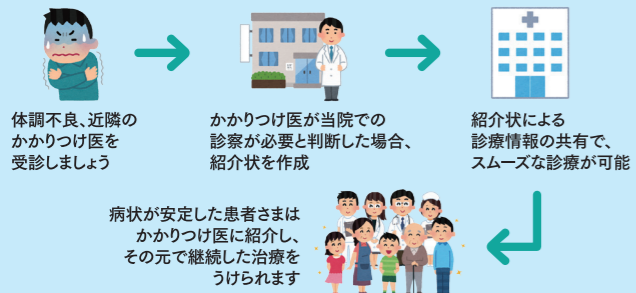 体調不良、近隣の
かかりつけ医を
受診しましょう
かかりつけ医が当院での
診察が必要と判断した場合、
紹介状を作成
紹介状による
診療情報の共有で、
スムーズな診療が可能
病状が安定した患者さまは
かかりつけ医に紹介し、
その元で継続した治療を
うけられます